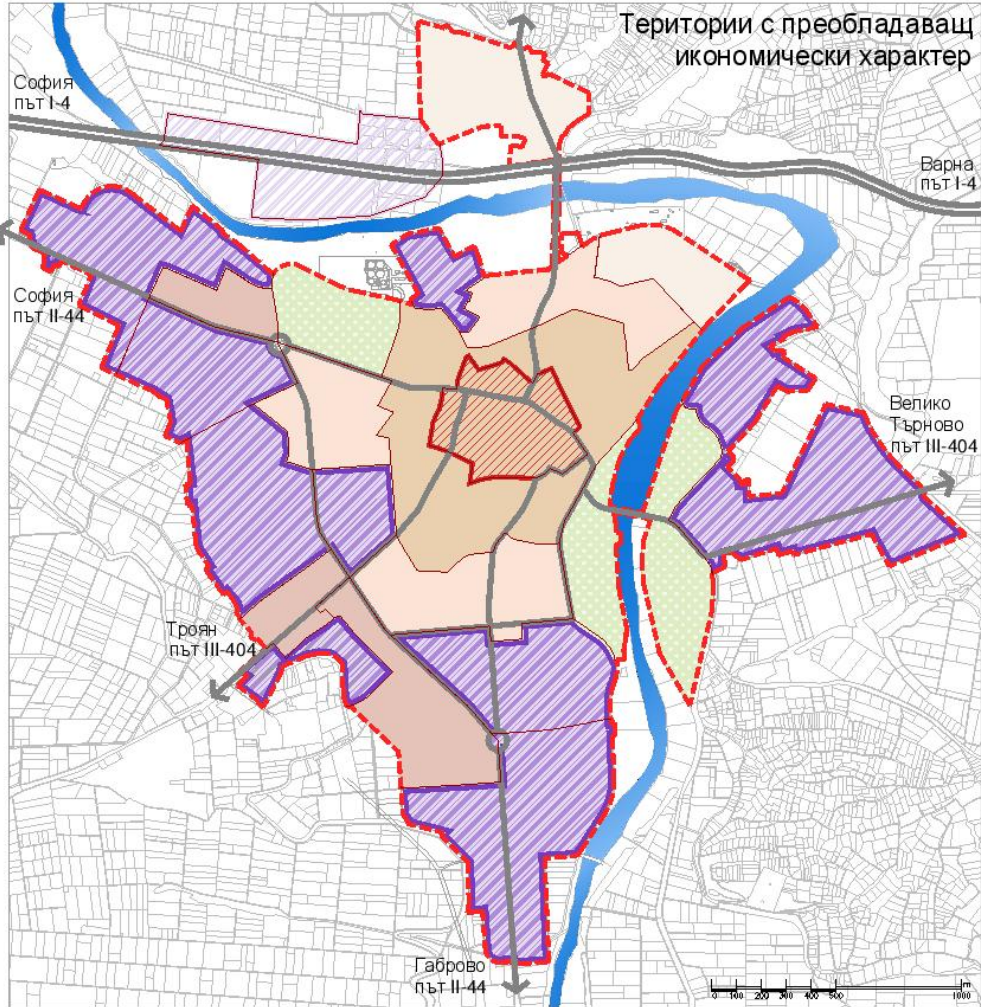 Територии с преобладаващ
икономически характер
София
път I-4
Варна
път I-4
София
път II-44
Велико
Търново
път III-404
Троян
път III-404
Габрово
път II-44
m
0 100 200 300 400 500 1000